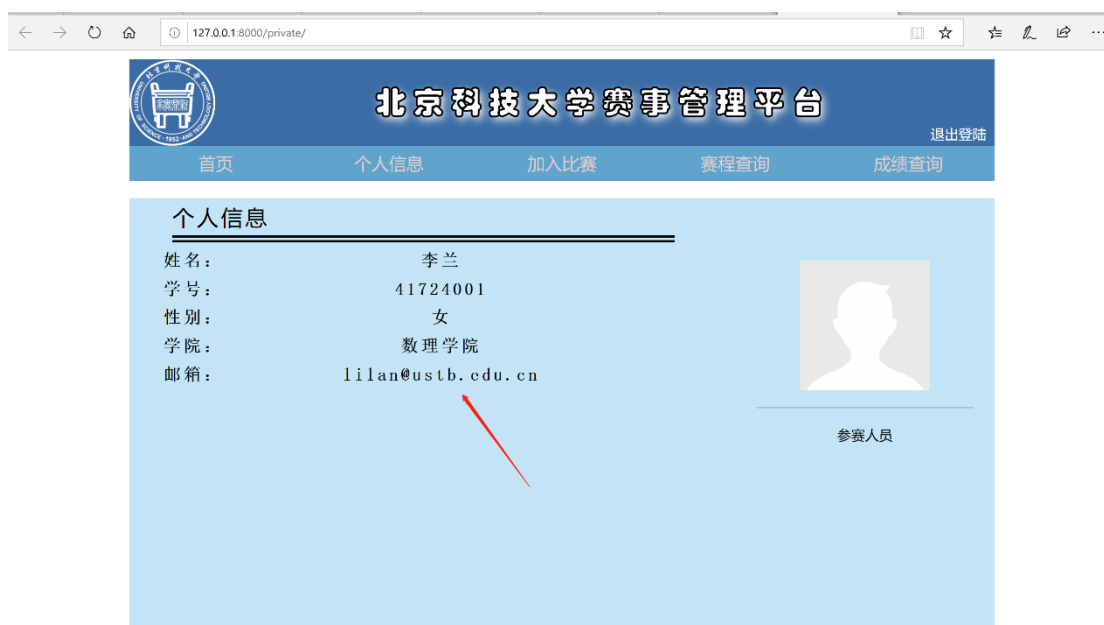 127.0.0.1:8000/private/
北京科技大学赛事管理平台
退出登陆
首页 个人信息 加入比赛 赛程查询 成绩查询
个人信息
姓名： 李兰
学号： 41724001
性别： 女
学院： 数理学院
邮箱： lilan@ustb.edu.cn
参赛人员